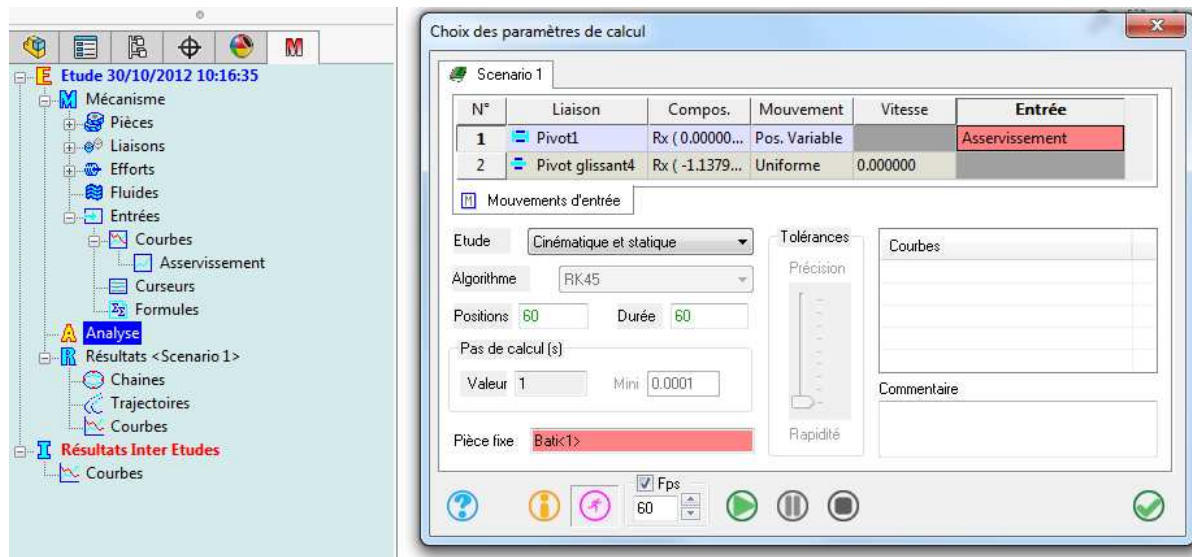 Etude 30/10/2012 10:16:35
Mécanisme
Pièces
Liaisons
Efforts
Fluides
Entrées
Courbes
Asservissement
Curseurs
Formules
Analyse
Résultats <Scenario 1>
Chaines
Trajectoires
Courbes
Résultats Inter Etudes
Courbes
Choix des paramètres de calcul
Scenario 1
N° Liaison Compos. Mouvement Vitesse Entrée
1 Pivot1 Rx ( 0.00000... Pos. Variable Asservissement
2 Pivot glissant4 Rx ( -1.1379... Uniforme 0.000000
Mouvements d'entrée
Etude Cinématique et statique
Algorithme RK45
Positions 60 Durée 60
Pas de calcul (s)
Valeur 1 Mini 0.0001
Pièce fixe Bati<1>
Tolérances
Précision
Rapidité
Courbes
Commentaire
Fps
60